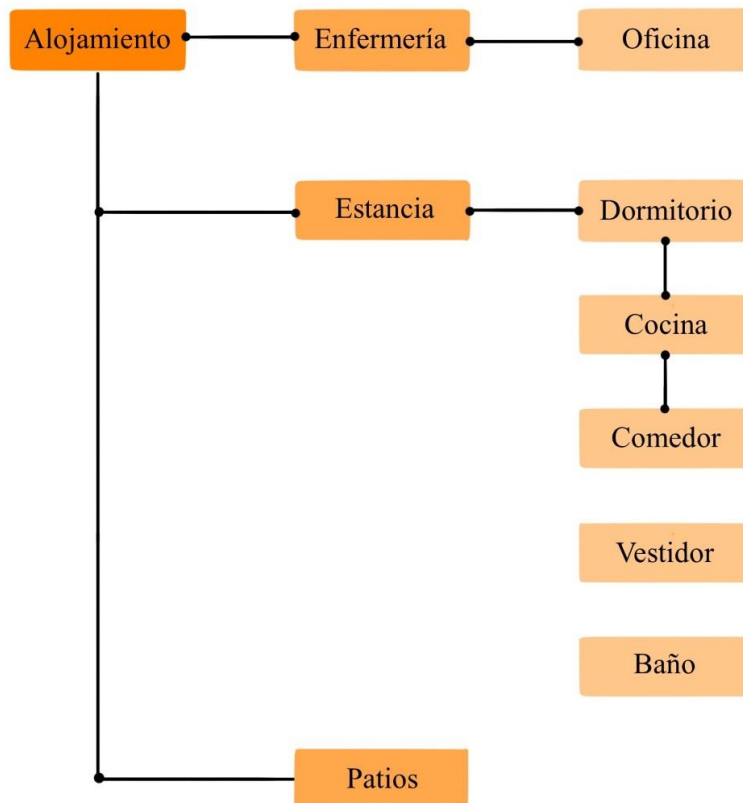 Alojamiento
Enfermería
Oficina
Estancia
Dormitorio
Cocina
Comedor
Vestidor
Baño
Patios